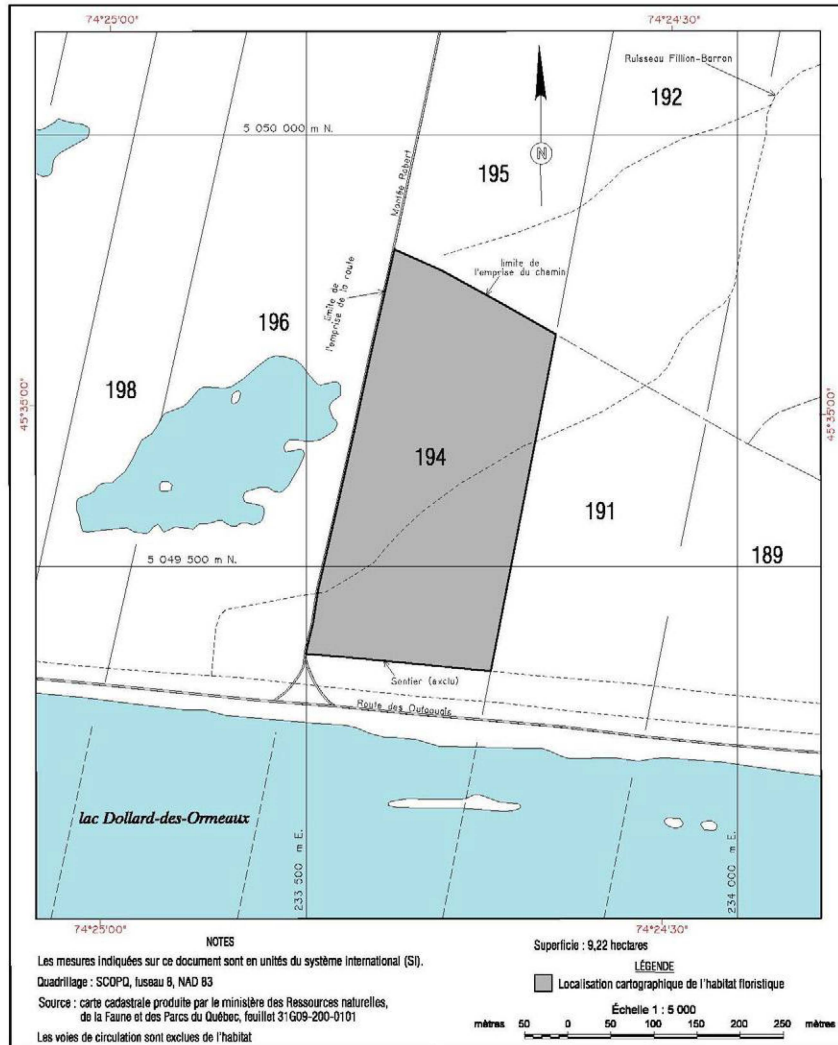 74°25'00"
74°24'30"
Ruisseau Fillion-Barron
192
5 050 000 m N.
N
195
Montée Robert
limite de
l'emprise du chemin
limite de
l'emprise de la route
196
198
45°35'00"
45°35'00"
194
191
189
5 049 500 m N.
Sentier (exclu)
Route des Outaouais
lac Dollard-des-Ormeaux
233 500 m E.
234 000 m E.
74°25'00"
74°24'30"
NOTES
Les mesures indiquées sur ce document sont en unités du système international (SI).
Quadrillage : SCOPQ, fuseau 8, NAD 83
Source : carte cadastrale produite par le ministère des Ressources naturelles,
de la Faune et des Parcs du Québec, feuillet 31G09-200-0101
Les voies de circulation sont exclues de l'habitat
Superficie : 9,22 hectares
LÉGENDE
Localisation cartographique de l'habitat floristique
Échelle 1 : 5 000
mètres 50 0 50 100 150 200 250 mètres